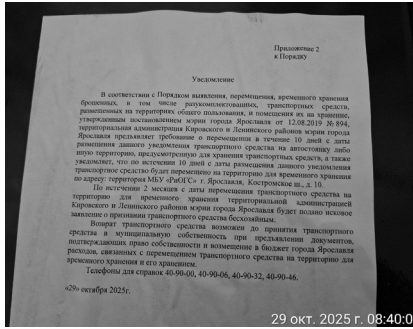 Приложение 2
к Порядку
Уведомление
В соответствии с Порядком выявления, перемещения, временного хранения
брошенных, в том числе разукомплектованных, транспортных средств,
размещенных на территориях общего пользования, и помещения их на хранение,
утвержденным постановлением мэрии города Ярославля от 12.08.2019 № 894,
территориальная администрация Кировского и Ленинского районов мэрии города
Ярославля предъявляет требование о перемещении в течение 10 дней с даты
размещения данного уведомления транспортного средства на автостоянку либо
иную территорию, предусмотренную для хранения транспортных средств, а также
уведомляет, что по истечении 10 дней с даты размещения данного уведомления
транспортное средство будет перемещено на территорию для временного хранения
по адресу: территория МБУ «РиОГС» г. Ярославля, Костромское ш., д. 10.
По истечении 2 месяцев с даты перемещения транспортного средства на
территорию для временного хранения территориальной администрацией
Кировского и Ленинского районов мэрии города Ярославля будет подано исковое
заявление о признании транспортного средства бесхозяйным.
Возврат транспортного средства возможен до принятия транспортного
средства в муниципальную собственность при предъявлении документов,
подтверждающих право собственности и возмещение в бюджет города Ярославля
расходов, связанных с перемещением транспортного средства на территорию для
временного хранения и его хранением.
Телефоны для справок 40-90-00, 40-90-06, 40-90-32, 40-90-46.
«29» октября 2025г.
29 окт. 2025 г. 08:40:0